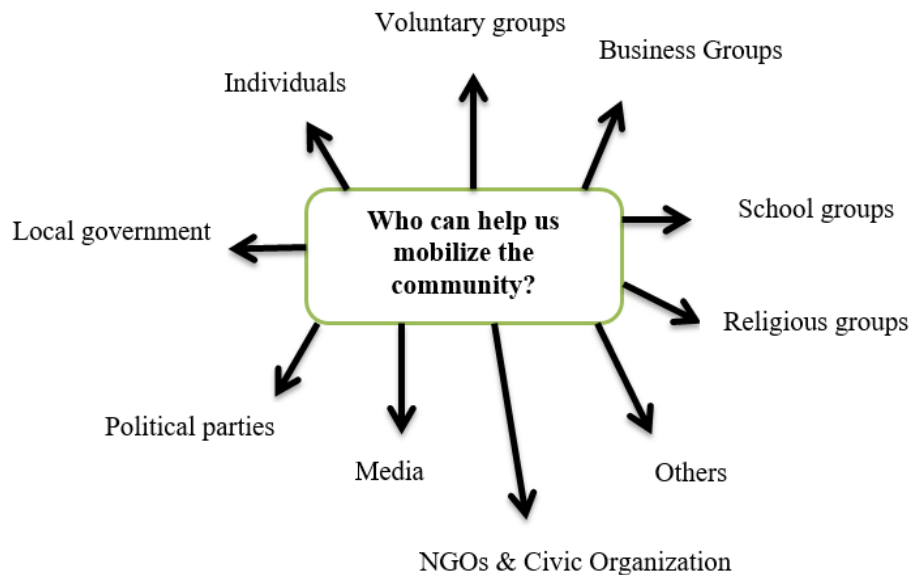 Voluntary groups
Business Groups
Individuals
Who can help us
mobilize the
community?
School groups
Local government
Religious groups
Political parties
Media
Others
NGOs & Civic Organization